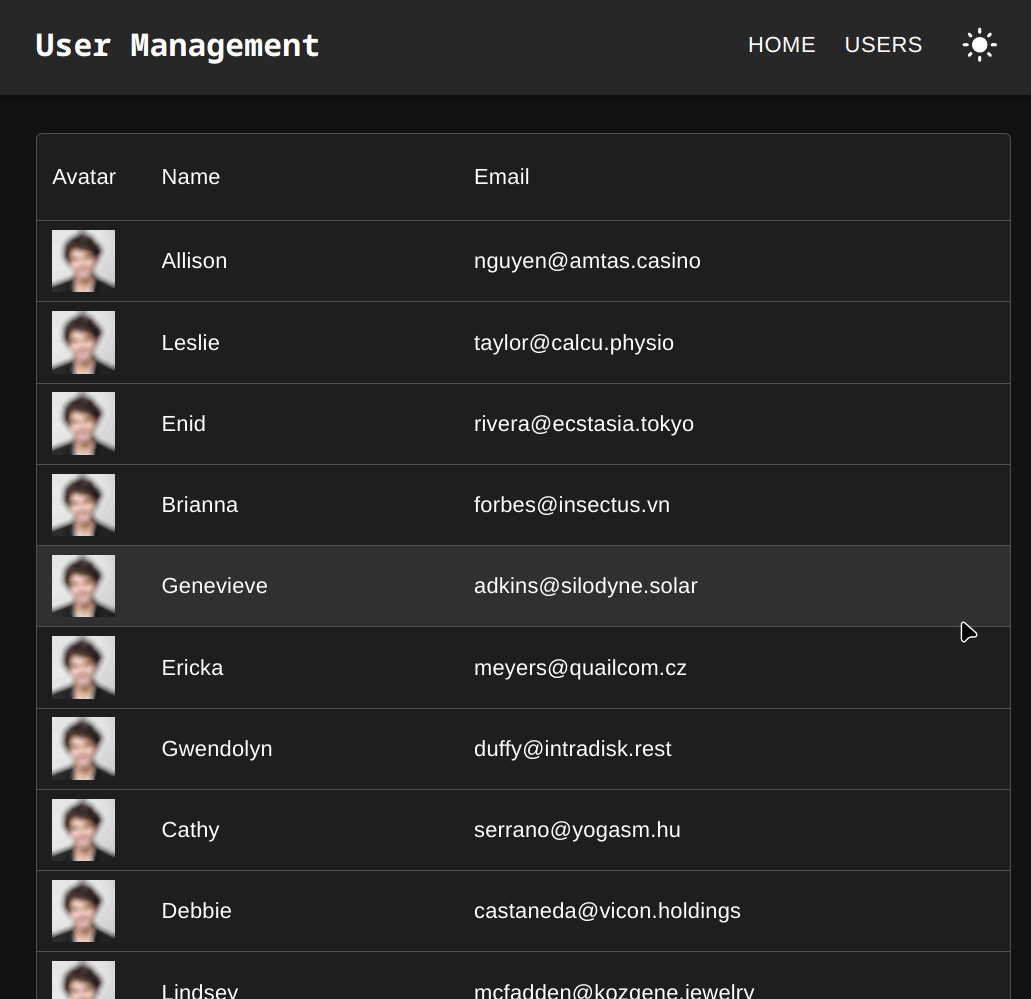 User Management HOME USERS
Avatar Name Email
Allison nguyen@amtas.casino
Leslie taylor@calcu.physio
Enid rivera@ecstasia.tokyo
Brianna forbes@insectus.vn
Genevieve adkins@silodyne.solar
Ericka meyers@quailcom.cz
Gwendolyn duffy@intradisk.rest
Cathy serrano@yogasm.hu
Debbie castaneda@vicon.holdings
Lindsey mcfadden@kozgene.jewelry